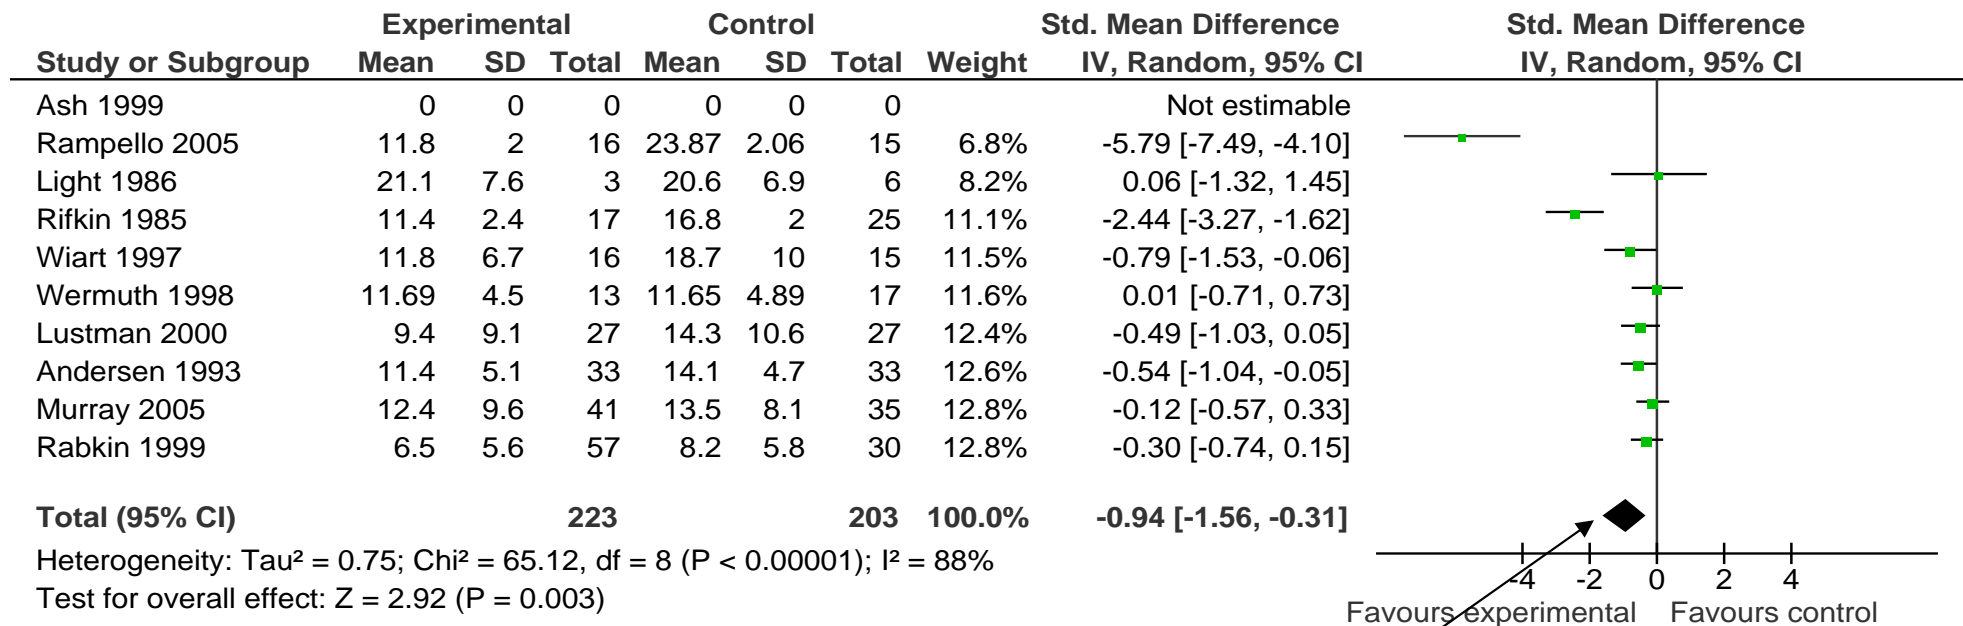 Experimental Control Std. Mean Difference Std. Mean Difference
Study or Subgroup Mean SD Total Mean SD Total Weight IV, Random, 95% CI IV, Random, 95% CI
Ash 1999 0 0 0 0 0 0 Not estimable
Rampello 2005 11.8 2 16 23.87 2.06 15 6.8% -5.79 [-7.49, -4.10]
Light 1986 21.1 7.6 3 20.6 6.9 6 8.2% 0.06 [-1.32, 1.45]
Rifkin 1985 11.4 2.4 17 16.8 2 25 11.1% -2.44 [-3.27, -1.62]
Wiart 1997 11.8 6.7 16 18.7 10 15 11.5% -0.79 [-1.53, -0.06]
Wermuth 1998 11.69 4.5 13 11.65 4.89 17 11.6% 0.01 [-0.71, 0.73]
Lustman 2000 9.4 9.1 27 14.3 10.6 27 12.4% -0.49 [-1.03, 0.05]
Andersen 1993 11.4 5.1 33 14.1 4.7 33 12.6% -0.54 [-1.04, -0.05]
Murray 2005 12.4 9.6 41 13.5 8.1 35 12.8% -0.12 [-0.57, 0.33]
Rabkin 1999 6.5 5.6 57 8.2 5.8 30 12.8% -0.30 [-0.74, 0.15]
Total (95% CI) 223 203 100.0% -0.94 [-1.56, -0.31]
Heterogeneity: Tau² = 0.75; Chi² = 65.12, df = 8 (P < 0.00001); I² = 88%
Test for overall effect: Z = 2.92 (P = 0.003)
-4 -2 0 2 4
Favours experimental Favours control